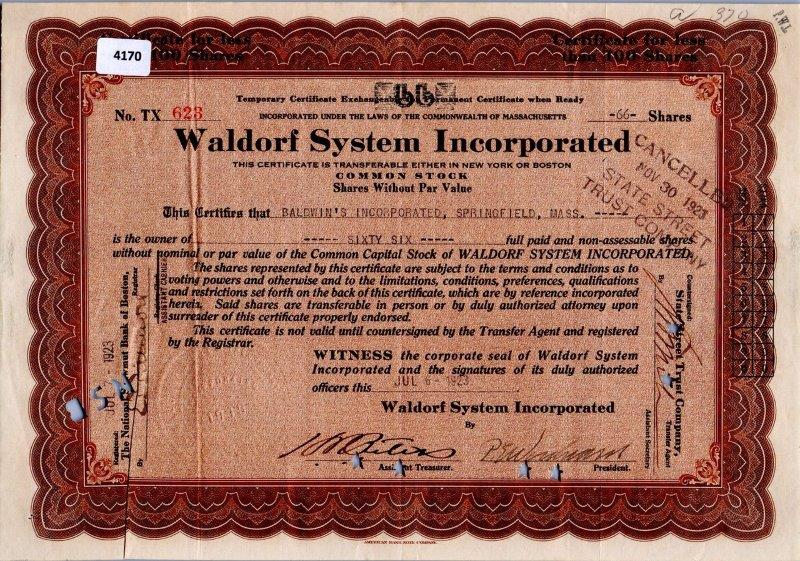 4170
a 370
Certificate for less
than 100 Shares
Certificate for less
than 100 Shares
66
Temporary Certificate Exchangeable Permanent Certificate when Ready
No. TX 623
INCORPORATED UNDER THE LAWS OF THE COMMONWEALTH OF MASSACHUSETTS
-66- Shares
Waldorf System Incorporated
THIS CERTIFICATE IS TRANSFERABLE EITHER IN NEW YORK OR BOSTON
COMMON STOCK
Shares Without Par Value
CANCELLED
NOV 30 1923
STATE STREET
TRUST COMPANY
This Certifies that BALDWIN'S INCORPORATED, SPRINGFIELD, MASS. -----
is the owner of ----- SIXTY SIX ----- full paid and non-assessable shares
without nominal or par value of the Common Capital Stock of WALDORF SYSTEM INCORPORATED.
The shares represented by this certificate are subject to the terms and conditions as to
voting powers and otherwise and to the limitations, conditions, preferences, qualifications
and restrictions set forth on the back of this certificate, which are by reference incorporated
herein. Said shares are transferable in person or by duly authorized attorney upon
surrender of this certificate properly endorsed.
This certificate is not valid until countersigned by the Transfer Agent and registered
by the Registrar.
WITNESS the corporate seal of Waldorf System
Incorporated and the signatures of its duly authorized
officers this JUL 6 - 1923
Waldorf System Incorporated
By
Assistant Treasurer.
President.
Registered:
1923
The National Shawmut Bank of Boston,
Registrar
By
ASSISTANT CASHIER
Countersigned:
State Street Trust Company,
Transfer Agent
By
Assistant Secretary
AMERICAN BANK NOTE COMPANY.